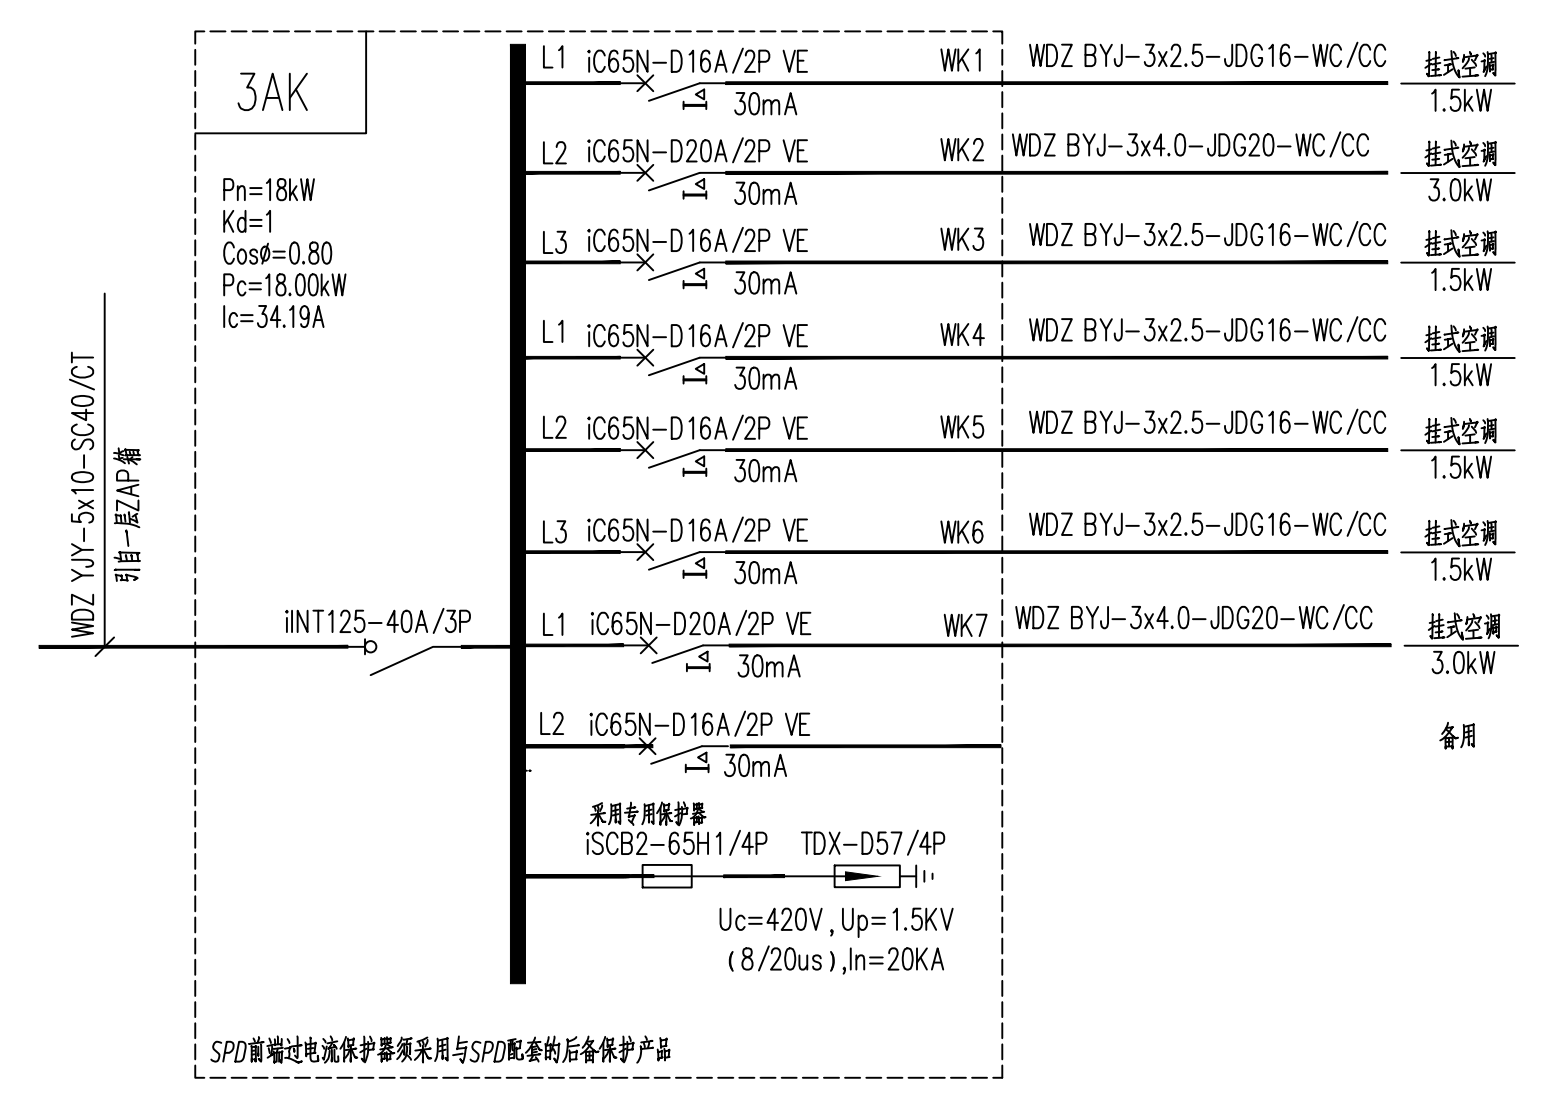 3AK
Pn=18kW
Kd=1
Cosø=0.80
Pc=18.00kW
Ic=34.19A
WDZ YJY-5x10-SC40/CT
引自一层ZAP箱
iINT125-40A/3P
L1 iC65N-D16A/2P VE WK1 WDZ BYJ-3x2.5-JDG16-WC/CC 挂式空调
30mA 1.5kW
L2 iC65N-D20A/2P VE WK2 WDZ BYJ-3x4.0-JDG20-WC/CC 挂式空调
30mA 3.0kW
L3 iC65N-D16A/2P VE WK3 WDZ BYJ-3x2.5-JDG16-WC/CC 挂式空调
30mA 1.5kW
L1 iC65N-D16A/2P VE WK4 WDZ BYJ-3x2.5-JDG16-WC/CC 挂式空调
30mA 1.5kW
L2 iC65N-D16A/2P VE WK5 WDZ BYJ-3x2.5-JDG16-WC/CC 挂式空调
30mA 1.5kW
L3 iC65N-D16A/2P VE WK6 WDZ BYJ-3x2.5-JDG16-WC/CC 挂式空调
30mA 1.5kW
L1 iC65N-D20A/2P VE WK7 WDZ BYJ-3x4.0-JDG20-WC/CC 挂式空调
30mA 3.0kW
L2 iC65N-D16A/2P VE 备用
30mA
采用专用保护器
iSCB2-65H1/4P TDX-D57/4P
Uc=420V,Up=1.5KV
(8/20us),In=20KA
SPD前端过电流保护器须采用与SPD配套的后备保护产品